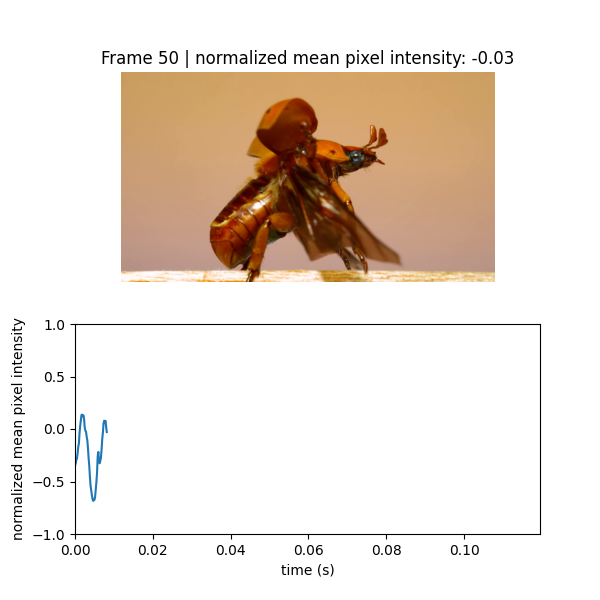 Frame 50 | normalized mean pixel intensity: -0.03
normalized mean pixel intensity
1.0
0.5
0.0
−0.5
−1.0
0.00 0.02 0.04 0.06 0.08 0.10
time (s)